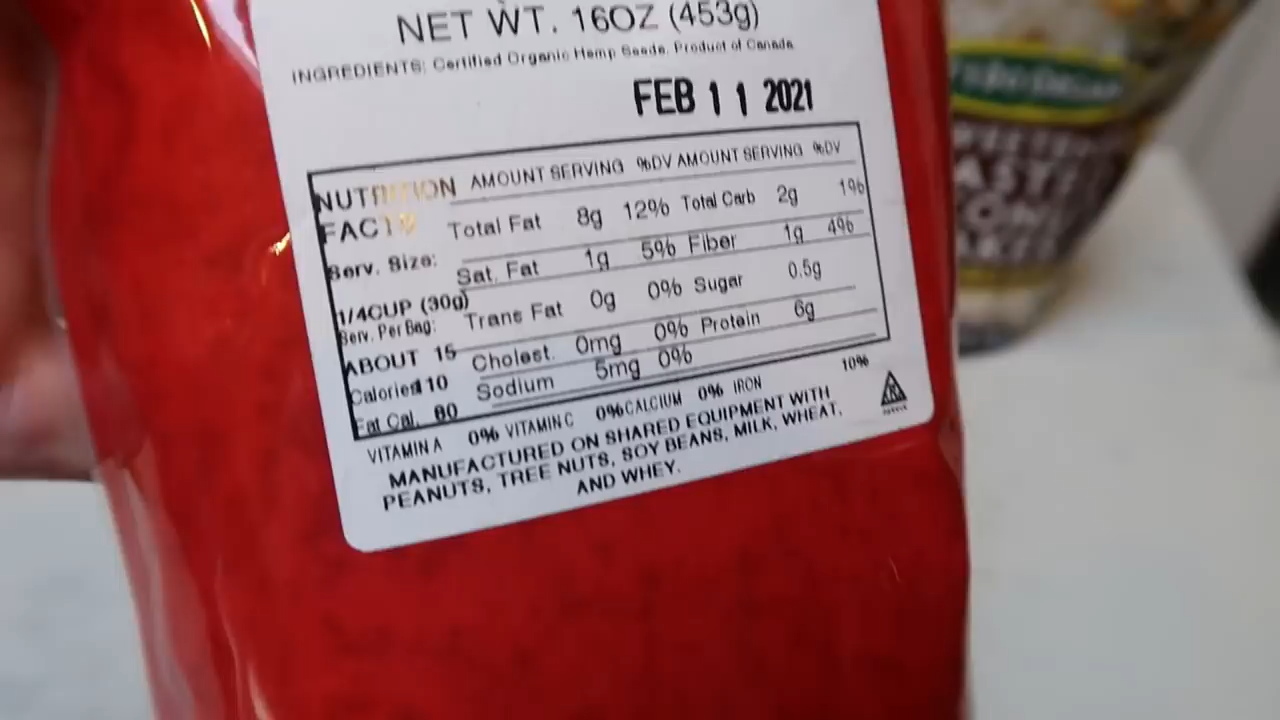 NET WT. 16OZ (453g)
INGREDIENTS: Certified Organic Hemp Seeds. Product of Canada
FEB 1 1 2021
NUTRITION FACTS
AMOUNT SERVING %DV AMOUNT SERVING %DV
Total Fat 8g 12% Total Carb 2g 1%
Serv. Size:
Sat. Fat 1g 5% Fiber 1g 4%
1/4CUP (30g)
Trans Fat 0g 0% Sugar 0.5g
Serv. Per Bag:
ABOUT 15
Cholest. 0mg 0% Protein 6g
Calories110
Sodium 5mg 0%
Fat Cal. 60
VITAMIN A 0% VITAMIN C 0%CALCIUM 0% IRON 10%
MANUFACTURED ON SHARED EQUIPMENT WITH
PEANUTS, TREE NUTS, SOY BEANS, MILK, WHEAT,
AND WHEY.
K